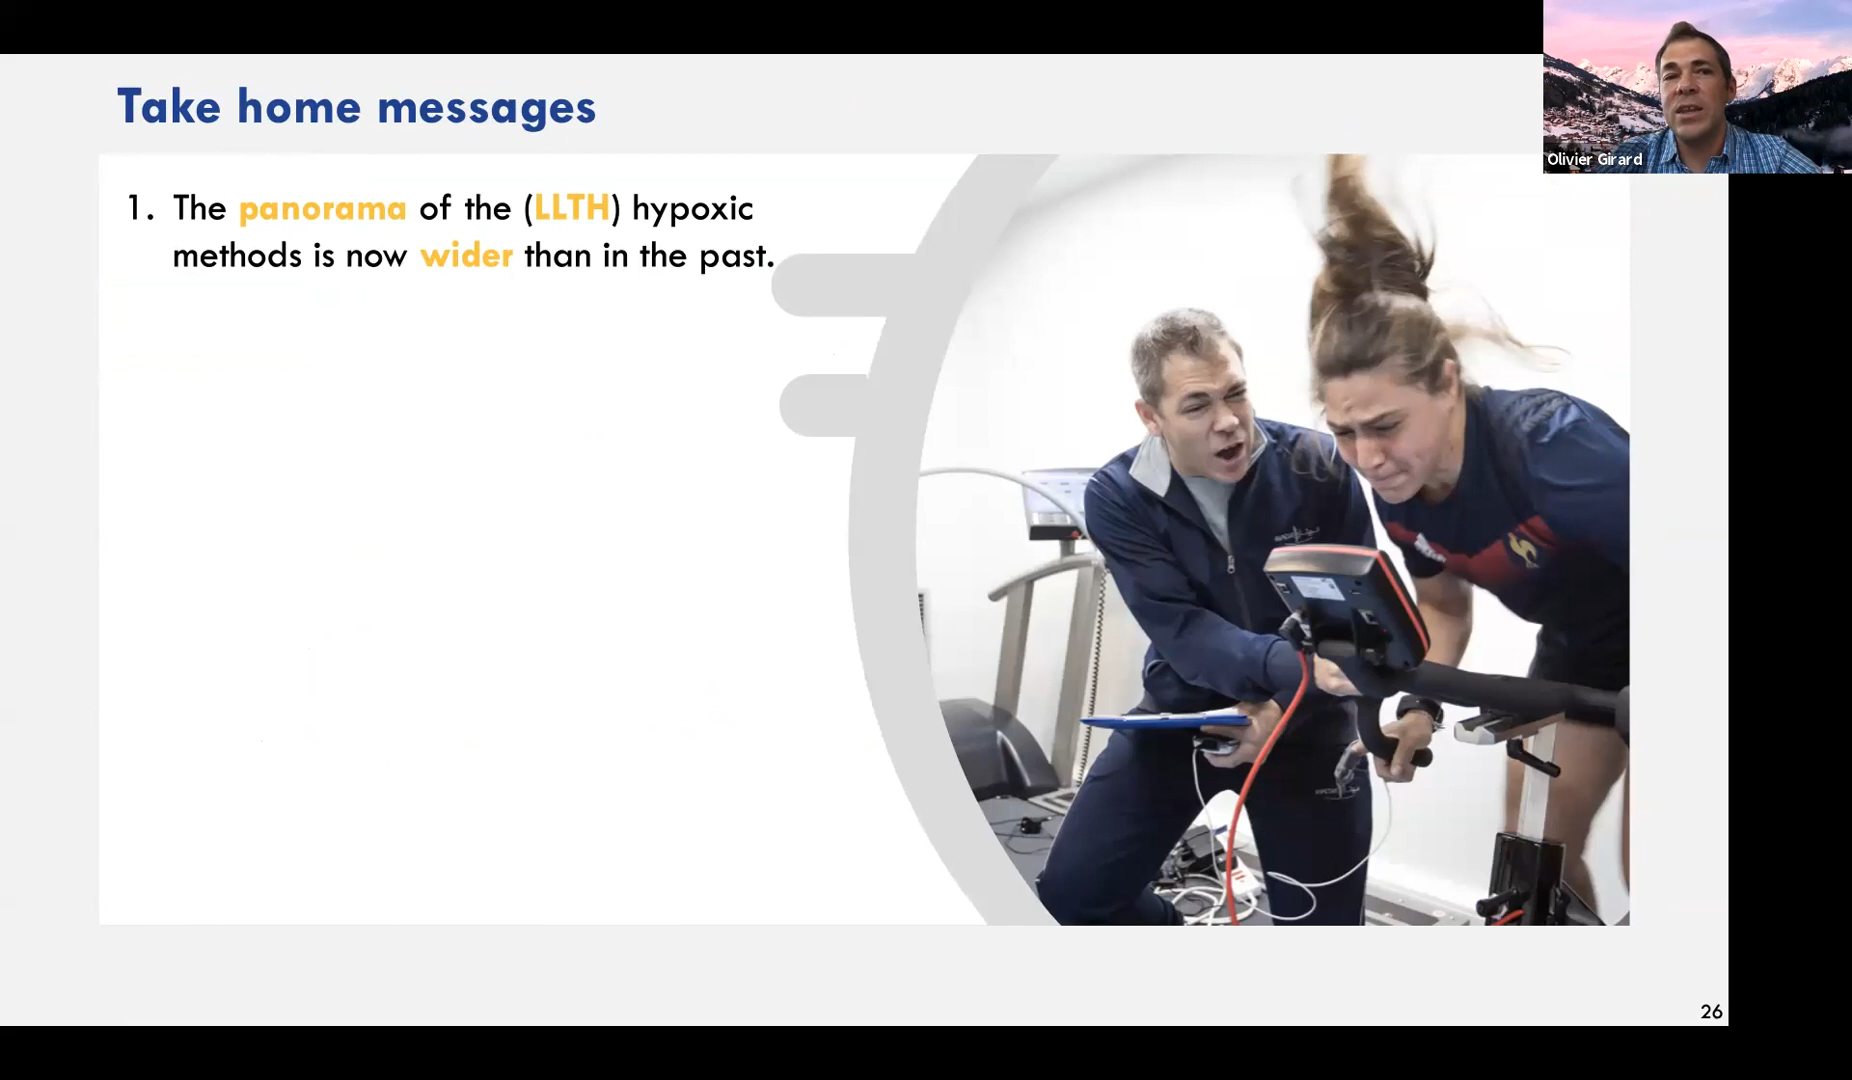 Take home messages
Olivier Girard
1. The panorama of the (LLTH) hypoxic
methods is now wider than in the past.
26